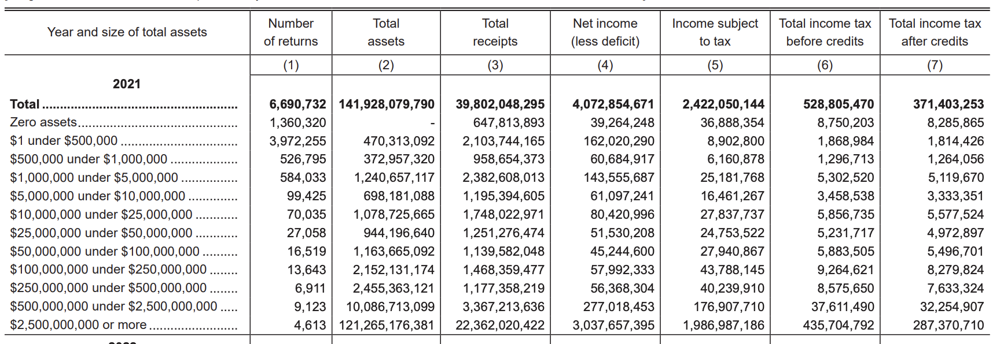 Year and size of total assets Number of returns Total assets Total receipts Net income (less deficit) Income subject to tax Total income tax before credits Total income tax after credits
(1) (2) (3) (4) (5) (6) (7)
2021
Total 6,690,732 141,928,079,790 39,802,048,295 4,072,854,671 2,422,050,144 528,805,470 371,403,253
Zero assets 1,360,320 - 647,813,893 39,264,248 36,888,354 8,750,203 8,285,865
$1 under $500,000 3,972,255 470,313,092 2,103,744,165 162,020,290 8,902,800 1,868,984 1,814,426
$500,000 under $1,000,000 526,795 372,957,320 958,654,373 60,684,917 6,160,878 1,296,713 1,264,056
$1,000,000 under $5,000,000 584,033 1,240,657,117 2,382,608,013 143,555,687 25,181,768 5,302,520 5,119,670
$5,000,000 under $10,000,000 99,425 698,181,088 1,195,394,605 61,097,241 16,461,267 3,458,538 3,333,351
$10,000,000 under $25,000,000 70,035 1,078,725,665 1,748,022,971 80,420,996 27,837,737 5,856,735 5,577,524
$25,000,000 under $50,000,000 27,058 944,196,640 1,251,276,474 51,530,208 24,753,522 5,231,717 4,972,897
$50,000,000 under $100,000,000 16,519 1,163,665,092 1,139,582,048 45,244,600 27,940,867 5,883,505 5,496,701
$100,000,000 under $250,000,000 13,643 2,152,131,174 1,468,359,477 57,992,333 43,788,145 9,264,621 8,279,824
$250,000,000 under $500,000,000 6,911 2,455,363,121 1,177,358,219 56,368,304 40,239,910 8,575,650 7,633,324
$500,000,000 under $2,500,000,000 9,123 10,086,713,099 3,367,213,636 277,018,453 176,907,710 37,611,490 32,254,907
$2,500,000,000 or more 4,613 121,265,176,381 22,362,020,422 3,037,657,395 1,986,987,186 435,704,792 287,370,710